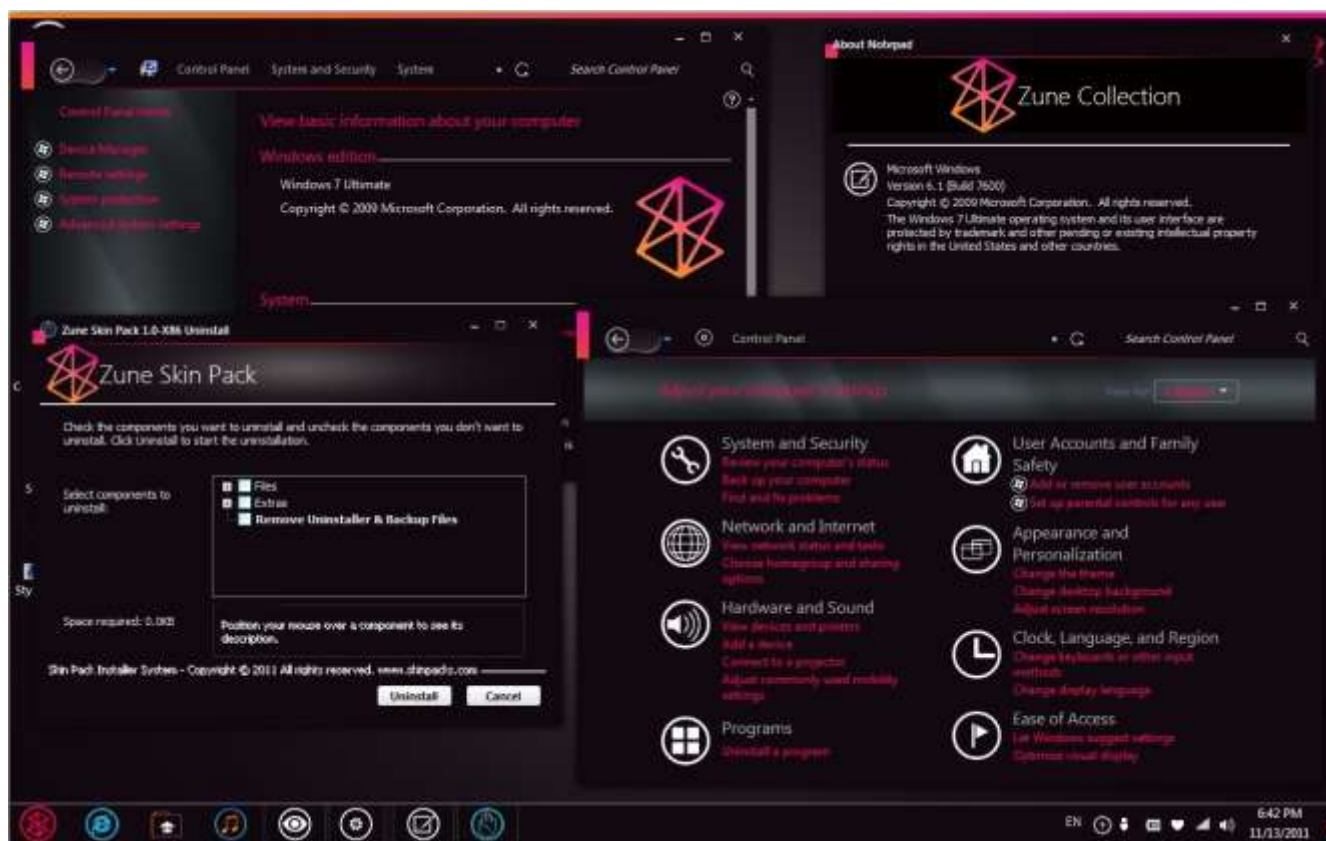 Control Panel System and Security System
Search Control Panel
Control Panel Home
Device Manager
Remote settings
System protection
Advanced system settings
View basic information about your computer
Windows edition
Windows 7 Ultimate
Copyright © 2009 Microsoft Corporation. All rights reserved.
System
About Notepad
Zune Collection
Microsoft Windows
Version 6.1 (Build 7600)
Copyright © 2009 Microsoft Corporation. All rights reserved.
The Windows 7 Ultimate operating system and its user interface are
protected by trademark and other pending or existing intellectual property
rights in the United States and other countries.
Zune Skin Pack 1.0-X86 Uninstall
Zune Skin Pack
Check the components you want to uninstall and uncheck the components you don't want to
uninstall. Click Uninstall to start the uninstallation.
Select components to
uninstall:
Files
Extras
Remove Uninstaller & Backup Files
Space required: 0.0KB
Position your mouse over a component to see its
description.
Skin Pack Installer System - Copyright © 2011 All rights reserved. www.skinpacks.com
Uninstall
Cancel
Control Panel
Search Control Panel
Adjust your computer's settings
View by:
Category
System and Security
Review your computer's status
Back up your computer
Find and fix problems
Network and Internet
View network status and tasks
Choose homegroup and sharing
options
Hardware and Sound
View devices and printers
Add a device
Connect to a projector
Adjust commonly used mobility
settings
Programs
Uninstall a program
User Accounts and Family
Safety
Add or remove user accounts
Set up parental controls for any user
Appearance and
Personalization
Change the theme
Change desktop background
Adjust screen resolution
Clock, Language, and Region
Change keyboards or other input
methods
Change display language
Ease of Access
Let Windows suggest settings
Optimize visual display
Sty
EN
6:42 PM
11/13/2011